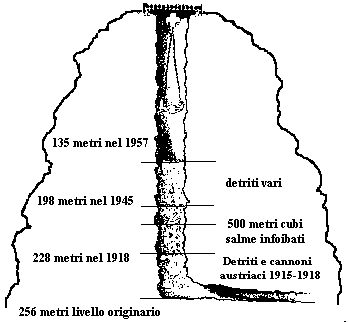 135 metri nel 1957
detriti vari
198 metri nel 1945
500 metri cubi
salme infoibati
228 metri nel 1918
Detriti e cannoni
austriaci 1915-1918
256 metri livello originario